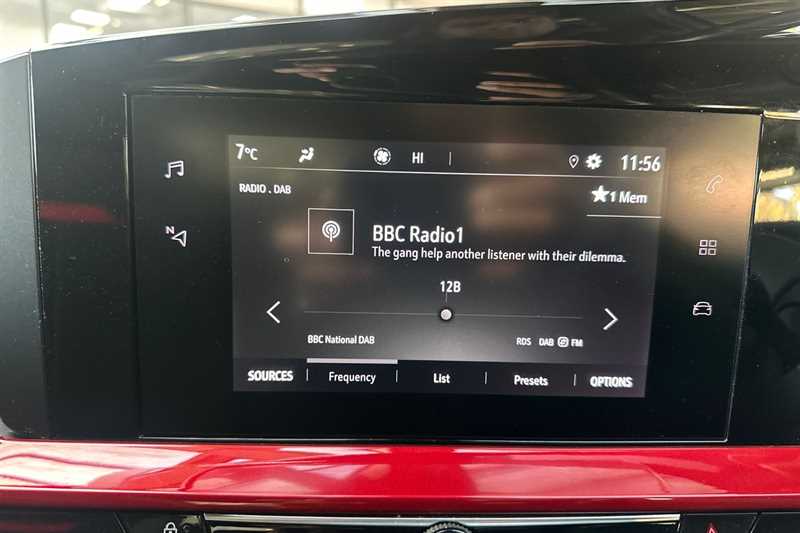 7°C HI 11:56
RADIO . DAB
1 Mem
BBC Radio1
The gang help another listener with their dilemma.
N
12B
BBC National DAB
RDS DAB FM
SOURCES Frequency List Presets OPTIONS